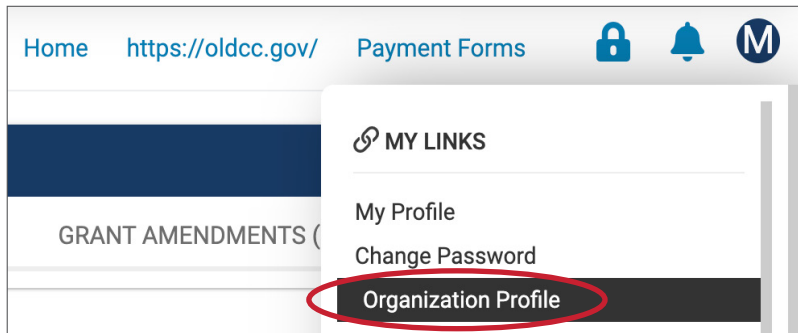 Home https://oldcc.gov/ Payment Forms M
MY LINKS
My Profile
GRANT AMENDMENTS (
Change Password
Organization Profile